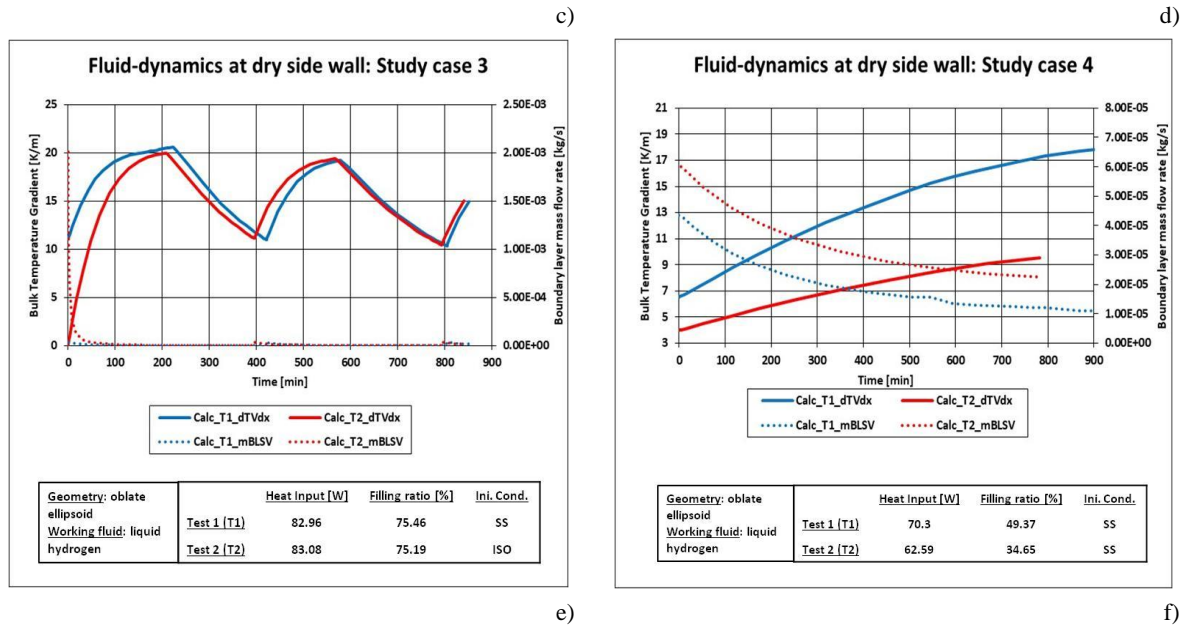 c)
d)
Fluid-dynamics at dry side wall: Study case 3
Bulk Temperature Gradient [K/m]
25
20
15
10
5
0
0 100 200 300 400 500 600 700 800 900
Time [min]
2.50E-03
2.00E-03
1.50E-03
1.00E-03
5.00E-04
0.00E+00
Boundary layer mass flow rate [kg/s]
Calc_T1_dTVdx Calc_T2_dTVdx
Calc_T1_mBLSV Calc_T2_mBLSV
Geometry: oblate
ellipsoid
Working fluid: liquid
hydrogen
Heat Input [W] Filling ratio [%] Ini. Cond.
Test 1 (T1) 82.96 75.46 SS
Test 2 (T2) 83.08 75.19 ISO
Fluid-dynamics at dry side wall: Study case 4
Bulk Temperature Gradient [K/m]
21
19
17
15
13
11
9
7
5
3
0 100 200 300 400 500 600 700 800 900
Time [min]
8.00E-05
7.00E-05
6.00E-05
5.00E-05
4.00E-05
3.00E-05
2.00E-05
1.00E-05
0.00E+00
Boundary layer mass flow rate [kg/s]
Calc_T1_dTVdx Calc_T2_dTVdx
Calc_T1_mBLSV Calc_T2_mBLSV
Geometry: oblate
ellipsoid
Working fluid: liquid
hydrogen
Heat Input [W] Filling ratio [%] Ini. Cond.
Test 1 (T1) 70.3 49.37 SS
Test 2 (T2) 62.59 34.65 SS
e)
f)